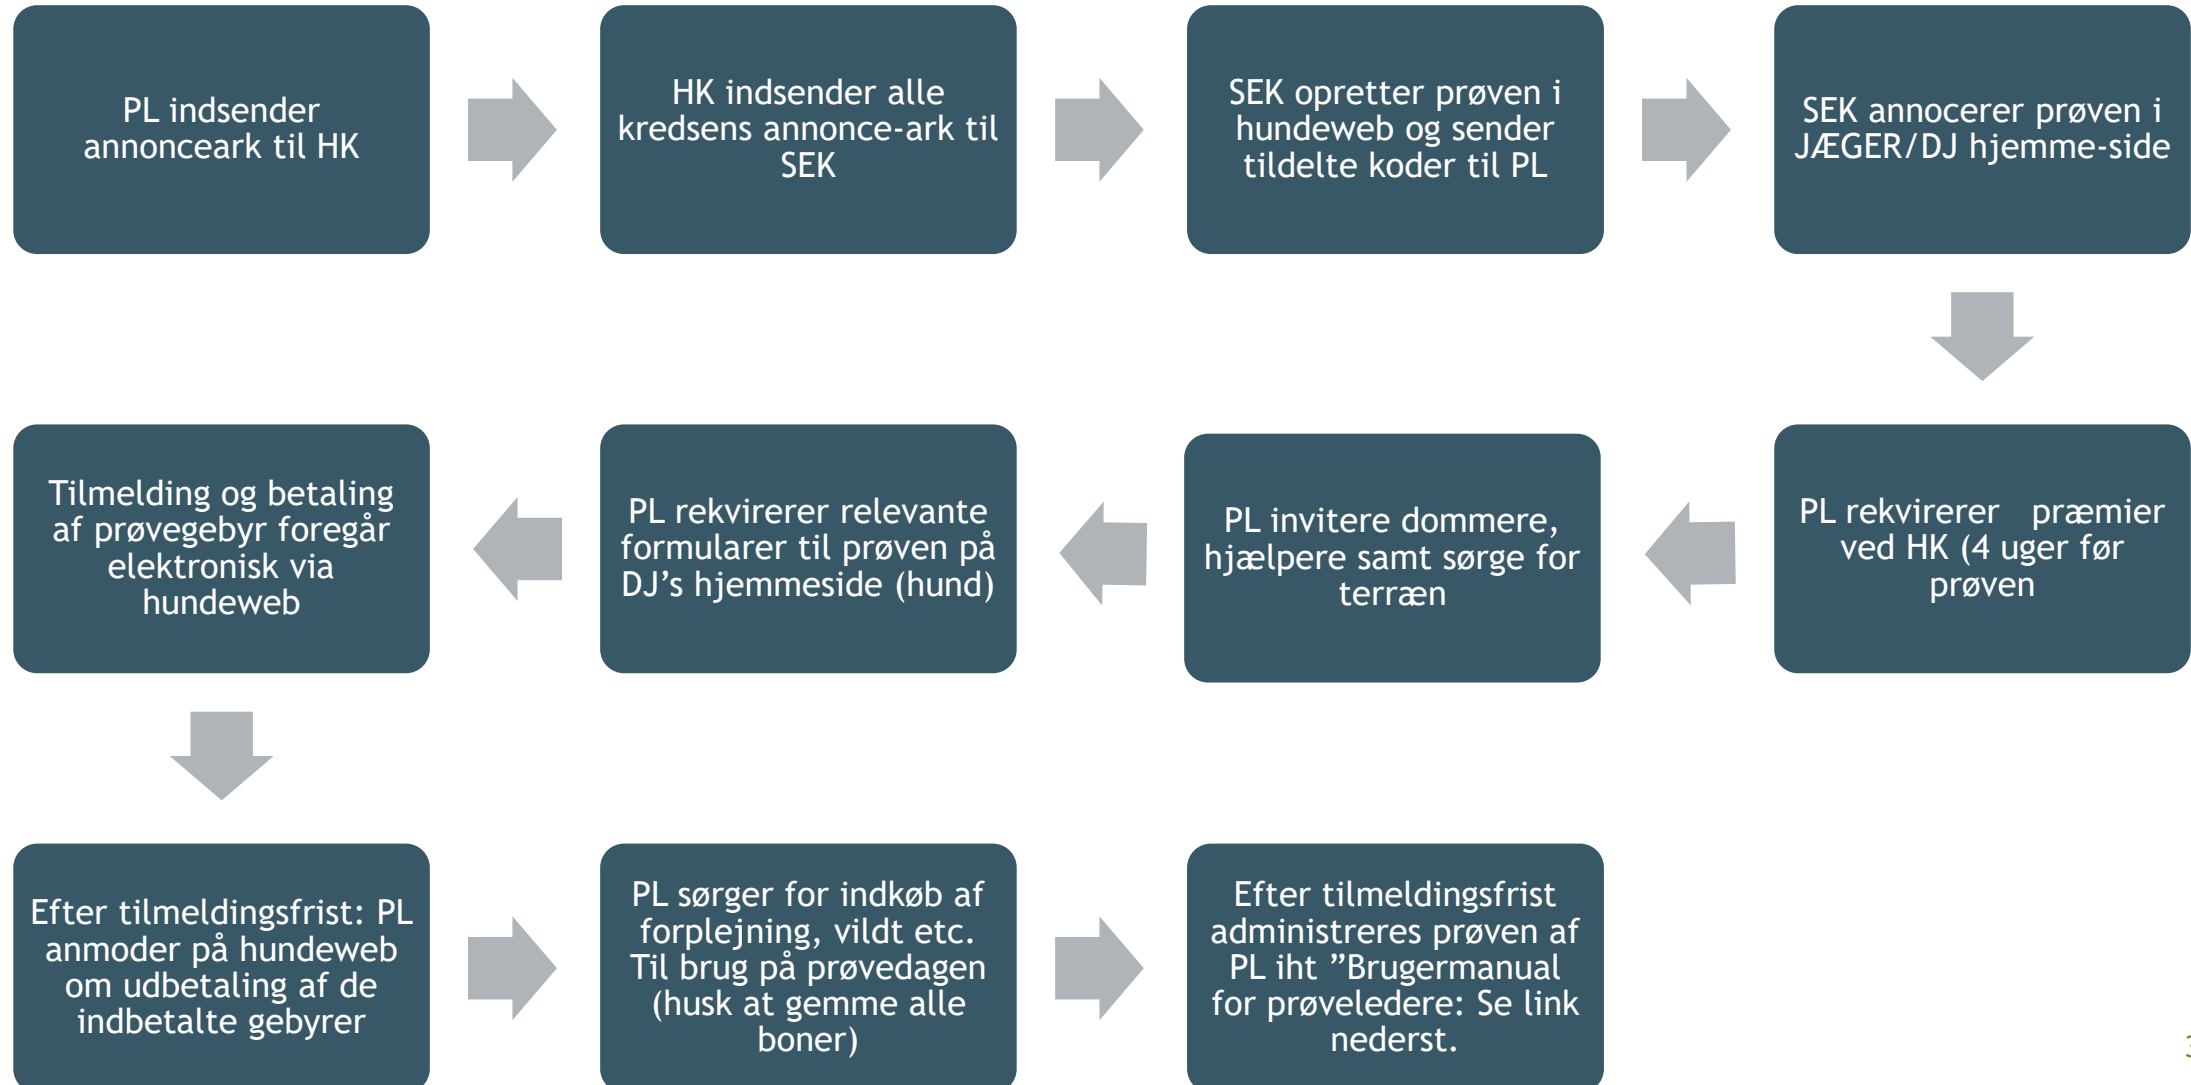 PL indsender
annonceark til HK
HK indsender alle
kredsens annonce-ark til
SEK
SEK opretter prøven i
hundeweb og sender
tildelte koder til PL
SEK annocerer prøven i
JÆGER/DJ hjemme-side
PL rekvirerer præmier
ved HK (4 uger før
prøven
PL invitere dommere,
hjælpere samt sørge for
terræn
PL rekvirerer relevante
formularer til prøven på
DJ’s hjemmeside (hund)
Tilmelding og betaling
af prøvegebyr foregår
elektronisk via
hundeweb
Efter tilmeldingsfrist: PL
anmoder på hundeweb
om udbetaling af de
indbetalte gebyrer
PL sørger for indkøb af
forplejning, vildt etc.
Til brug på prøvedagen
(husk at gemme alle
boner)
Efter tilmeldingsfrist
administreres prøven af
PL iht ”Brugermanual
for prøveledere: Se link
nederst.